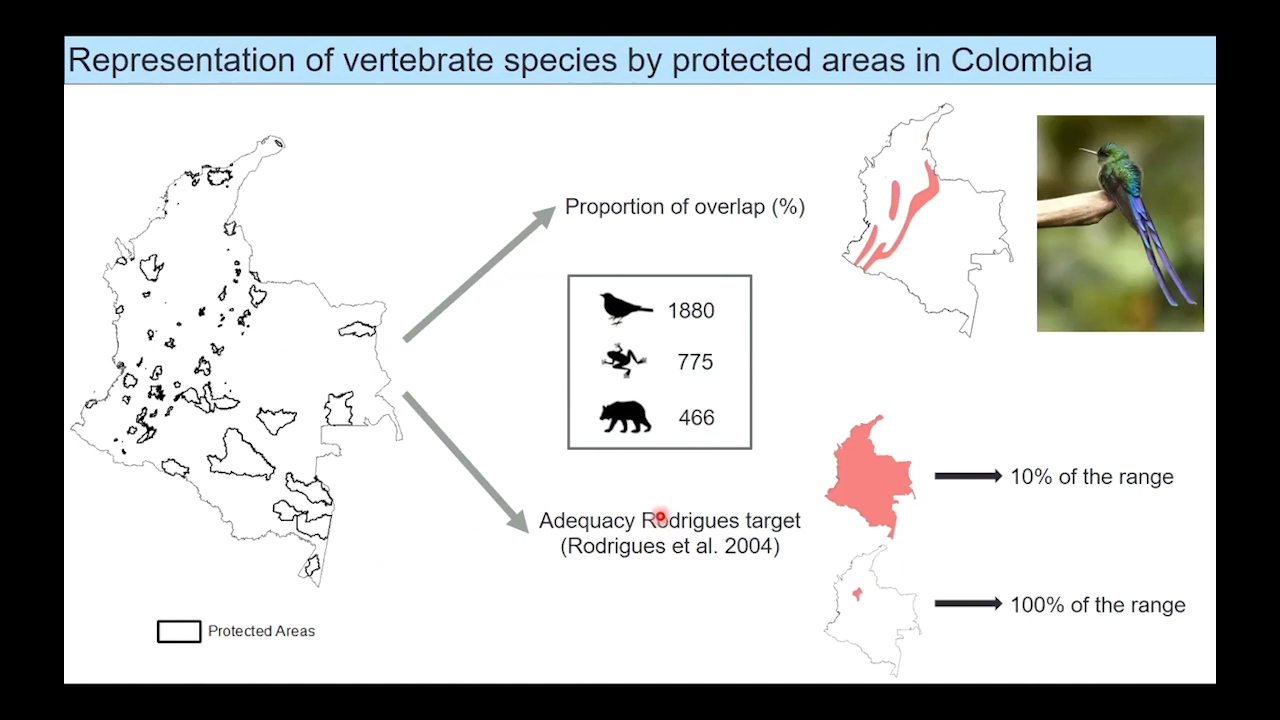 Representation of vertebrate species by protected areas in Colombia
Proportion of overlap (%)
1880
775
466
Adequacy Rodrigues target
(Rodrigues et al. 2004)
10% of the range
100% of the range
Protected Areas